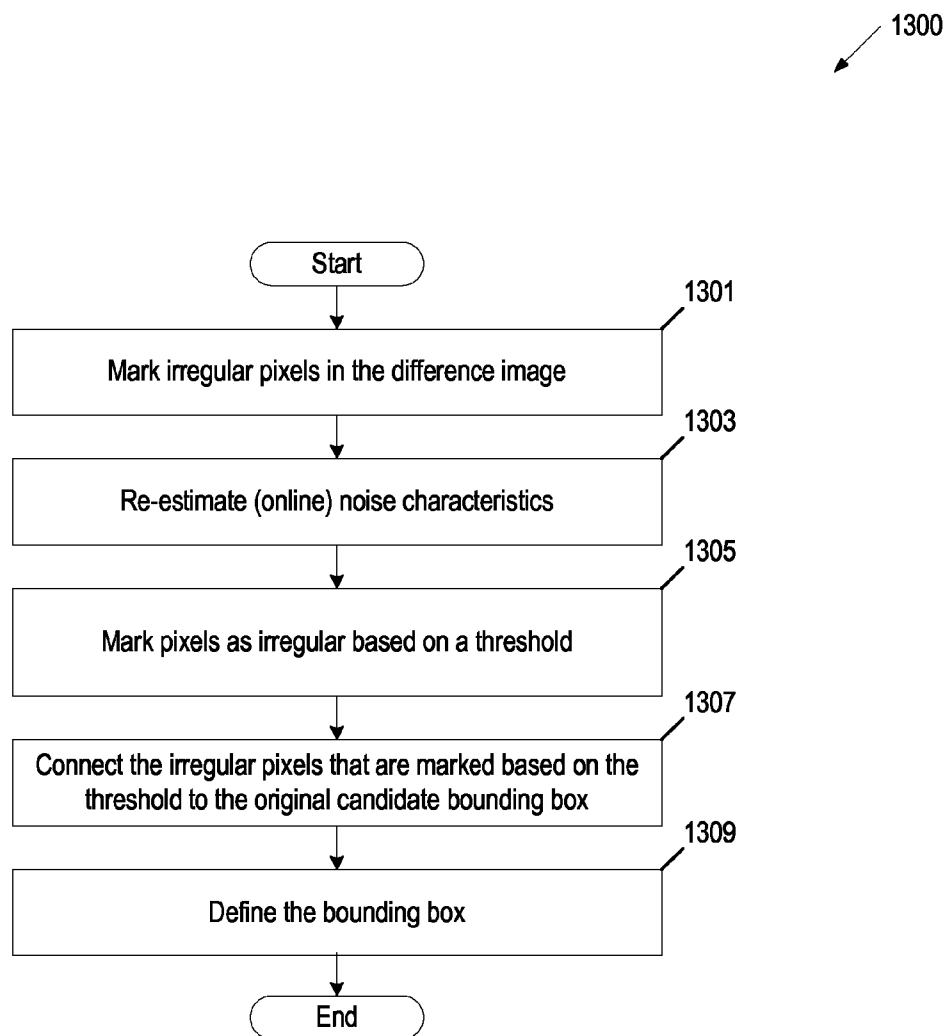 1300
Start
1301
Mark irregular pixels in the difference image
1303
Re-estimate (online) noise characteristics
1305
Mark pixels as irregular based on a threshold
1307
Connect the irregular pixels that are marked based on the
threshold to the original candidate bounding box
1309
Define the bounding box
End